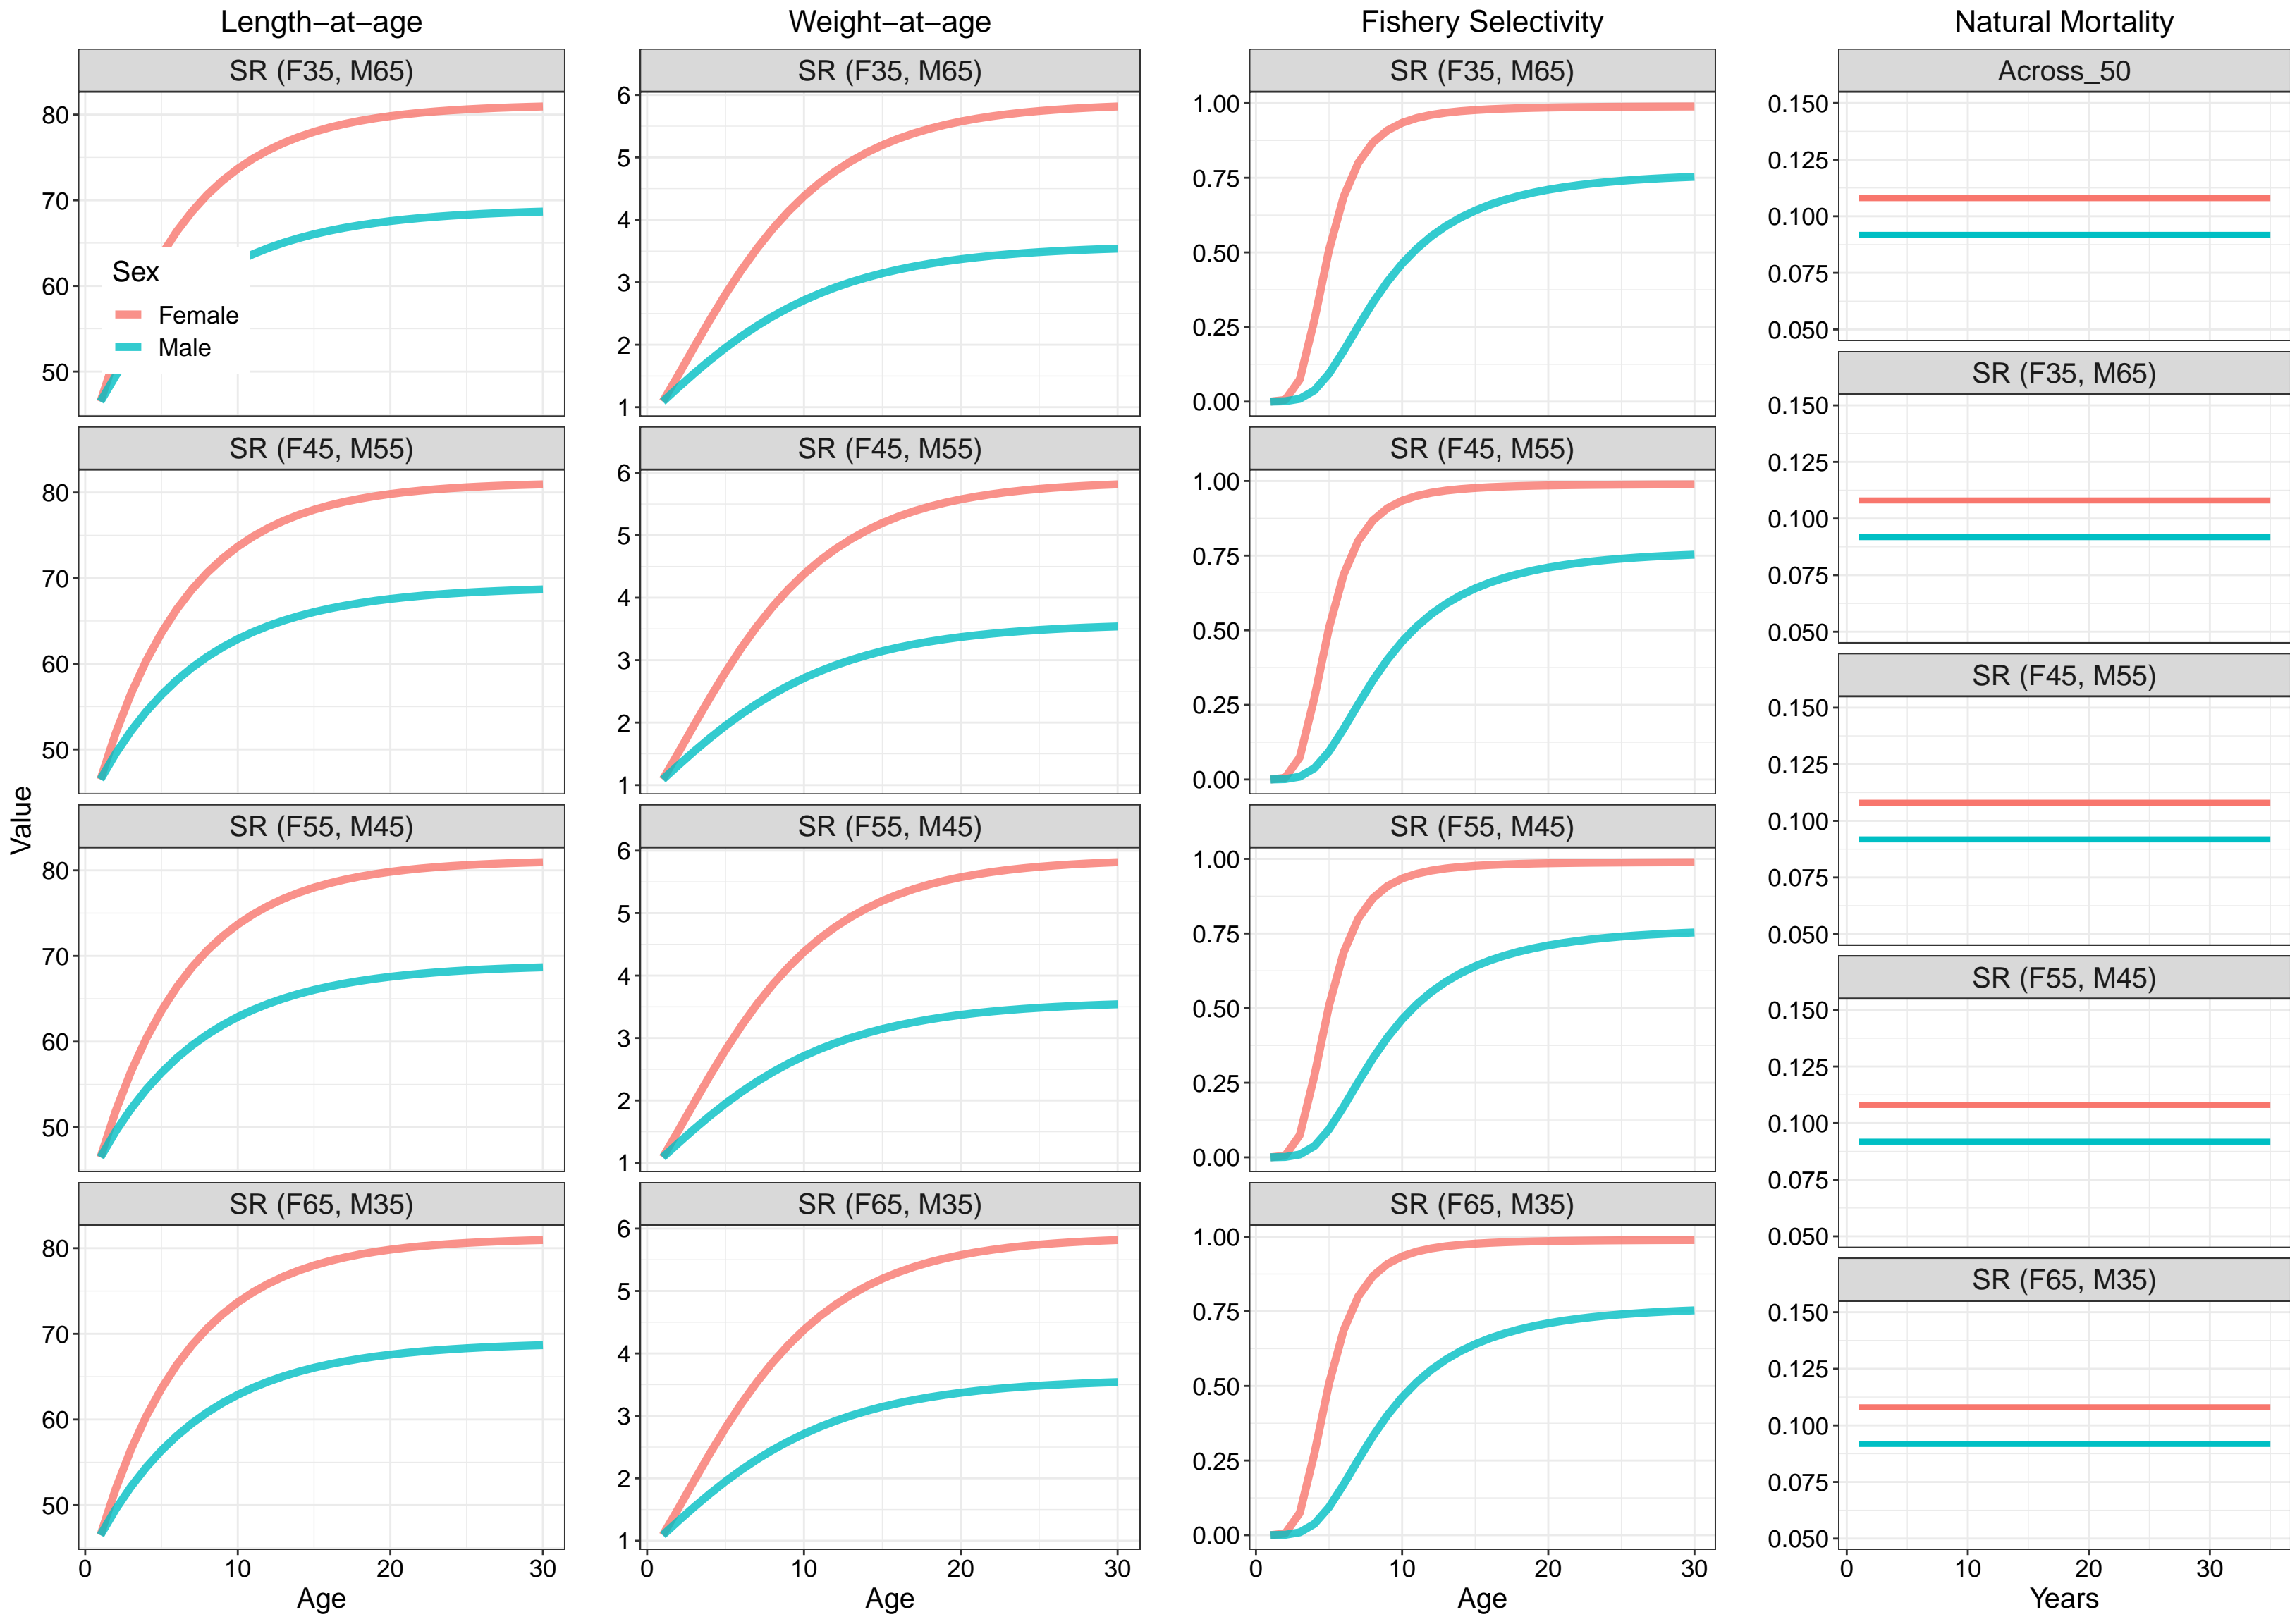 Length−at−age
Weight−at−age
Fishery Selectivity
Natural Mortality
SR (F35, M65)
SR (F35, M65)
SR (F35, M65)
Across_50
80
70
60
50
Sex
Female
Male
6
5
4
3
2
1
1.00
0.75
0.50
0.25
0.00
0.150
0.125
0.100
0.075
0.050
SR (F35, M65)
0.150
0.125
0.100
0.075
0.050
SR (F45, M55)
SR (F45, M55)
SR (F45, M55)
80
70
60
50
6
5
4
3
2
1
1.00
0.75
0.50
0.25
0.00
SR (F45, M55)
0.150
0.125
0.100
0.075
0.050
Value
SR (F55, M45)
SR (F55, M45)
SR (F55, M45)
80
70
60
50
6
5
4
3
2
1
1.00
0.75
0.50
0.25
0.00
SR (F55, M45)
0.150
0.125
0.100
0.075
0.050
SR (F65, M35)
SR (F65, M35)
SR (F65, M35)
80
70
60
50
6
5
4
3
2
1
1.00
0.75
0.50
0.25
0.00
SR (F65, M35)
0.150
0.125
0.100
0.075
0.050
0 10 20 30
0 10 20 30
0 10 20 30
0 10 20 30
Age
Age
Age
Years